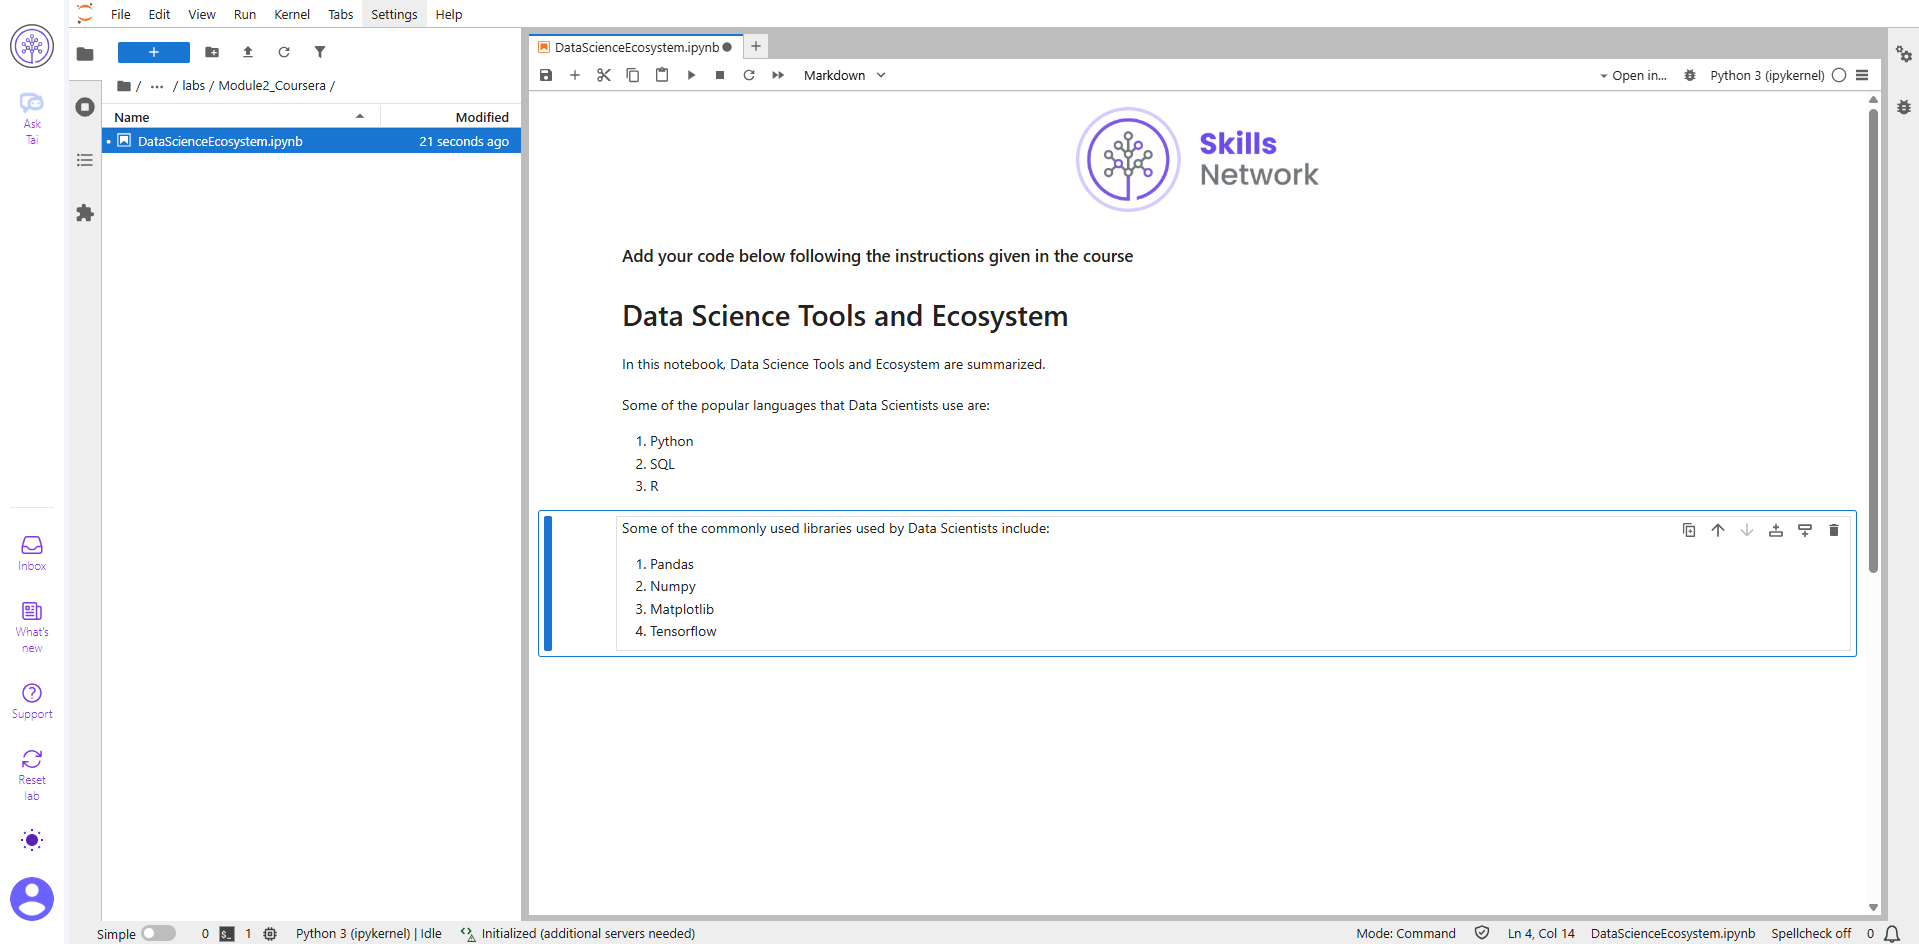 File Edit View Run Kernel Tabs Settings Help
Ask
Tai
Inbox
What's
new
Support
Reset
lab
/ ... / labs / Module2_Coursera /
Name Modified
DataScienceEcosystem.ipynb 21 seconds ago
DataScienceEcosystem.ipynb
Markdown Open in... Python 3 (ipykernel)
Skills
Network
Add your code below following the instructions given in the course
Data Science Tools and Ecosystem
In this notebook, Data Science Tools and Ecosystem are summarized.
Some of the popular languages that Data Scientists use are:
1. Python
2. SQL
3. R
Some of the commonly used libraries used by Data Scientists include:
1. Pandas
2. Numpy
3. Matplotlib
4. Tensorflow
Simple 0 $_ 1 Python 3 (ipykernel) | Idle Initialized (additional servers needed) Mode: Command Ln 4, Col 14 DataScienceEcosystem.ipynb Spellcheck off 0